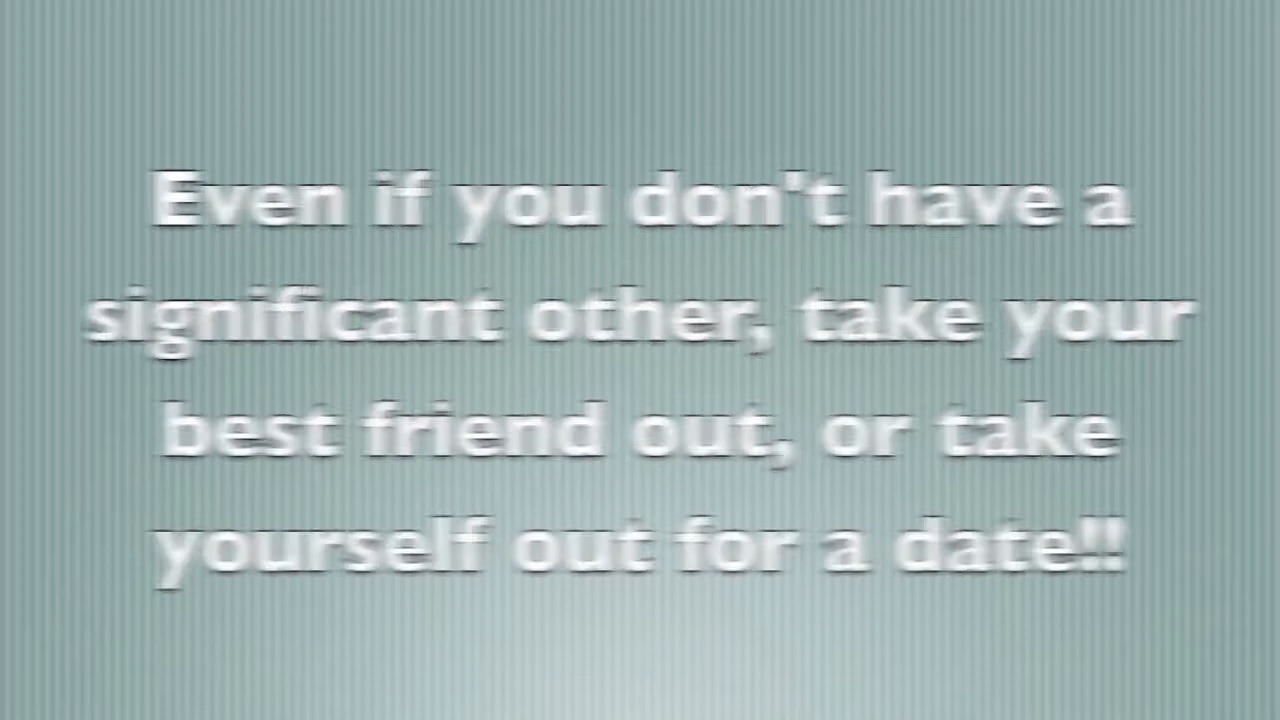 Even if you don't have a
significant other, take your
best friend out, or take
yourself out for a date!!